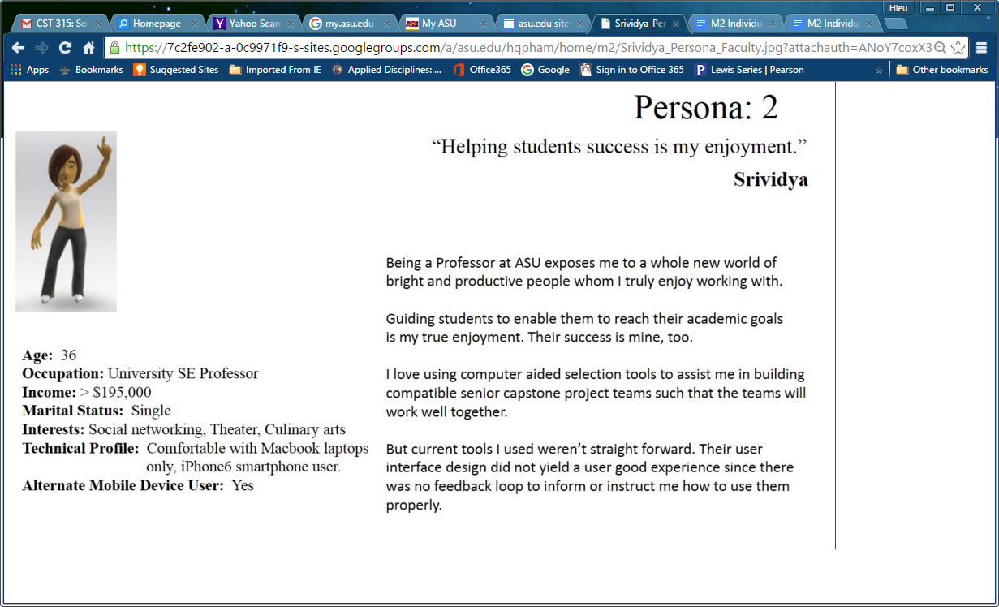 Hieu
CST 315: So
Homepage
Yahoo Sear
my.asu.edu
My ASU
asu.edu site
Srividya_Per
M2 Individu
M2 Individu
https://7c2fe902-a-0c9971f9-s-sites.googlegroups.com/a/asu.edu/hqpham/home/m2/Srividya_Persona_Faculty.jpg?attachauth=ANoY7coxX3
Apps
Bookmarks
Suggested Sites
Imported From IE
Applied Disciplines: ...
Office365
Google
Sign in to Office 365
Lewis Series | Pearson
»
Other bookmarks
Persona: 2
“Helping students success is my enjoyment.”
Srividya
Being a Professor at ASU exposes me to a whole new world of
bright and productive people whom I truly enjoy working with.
Guiding students to enable them to reach their academic goals
is my true enjoyment. Their success is mine, too.
I love using computer aided selection tools to assist me in building
compatible senior capstone project teams such that the teams will
work well together.
But current tools I used weren’t straight forward. Their user
interface design did not yield a user good experience since there
was no feedback loop to inform or instruct me how to use them
properly.
Age: 36
Occupation: University SE Professor
Income: > $195,000
Marital Status: Single
Interests: Social networking, Theater, Culinary arts
Technical Profile: Comfortable with Macbook laptops
only, iPhone6 smartphone user.
Alternate Mobile Device User: Yes